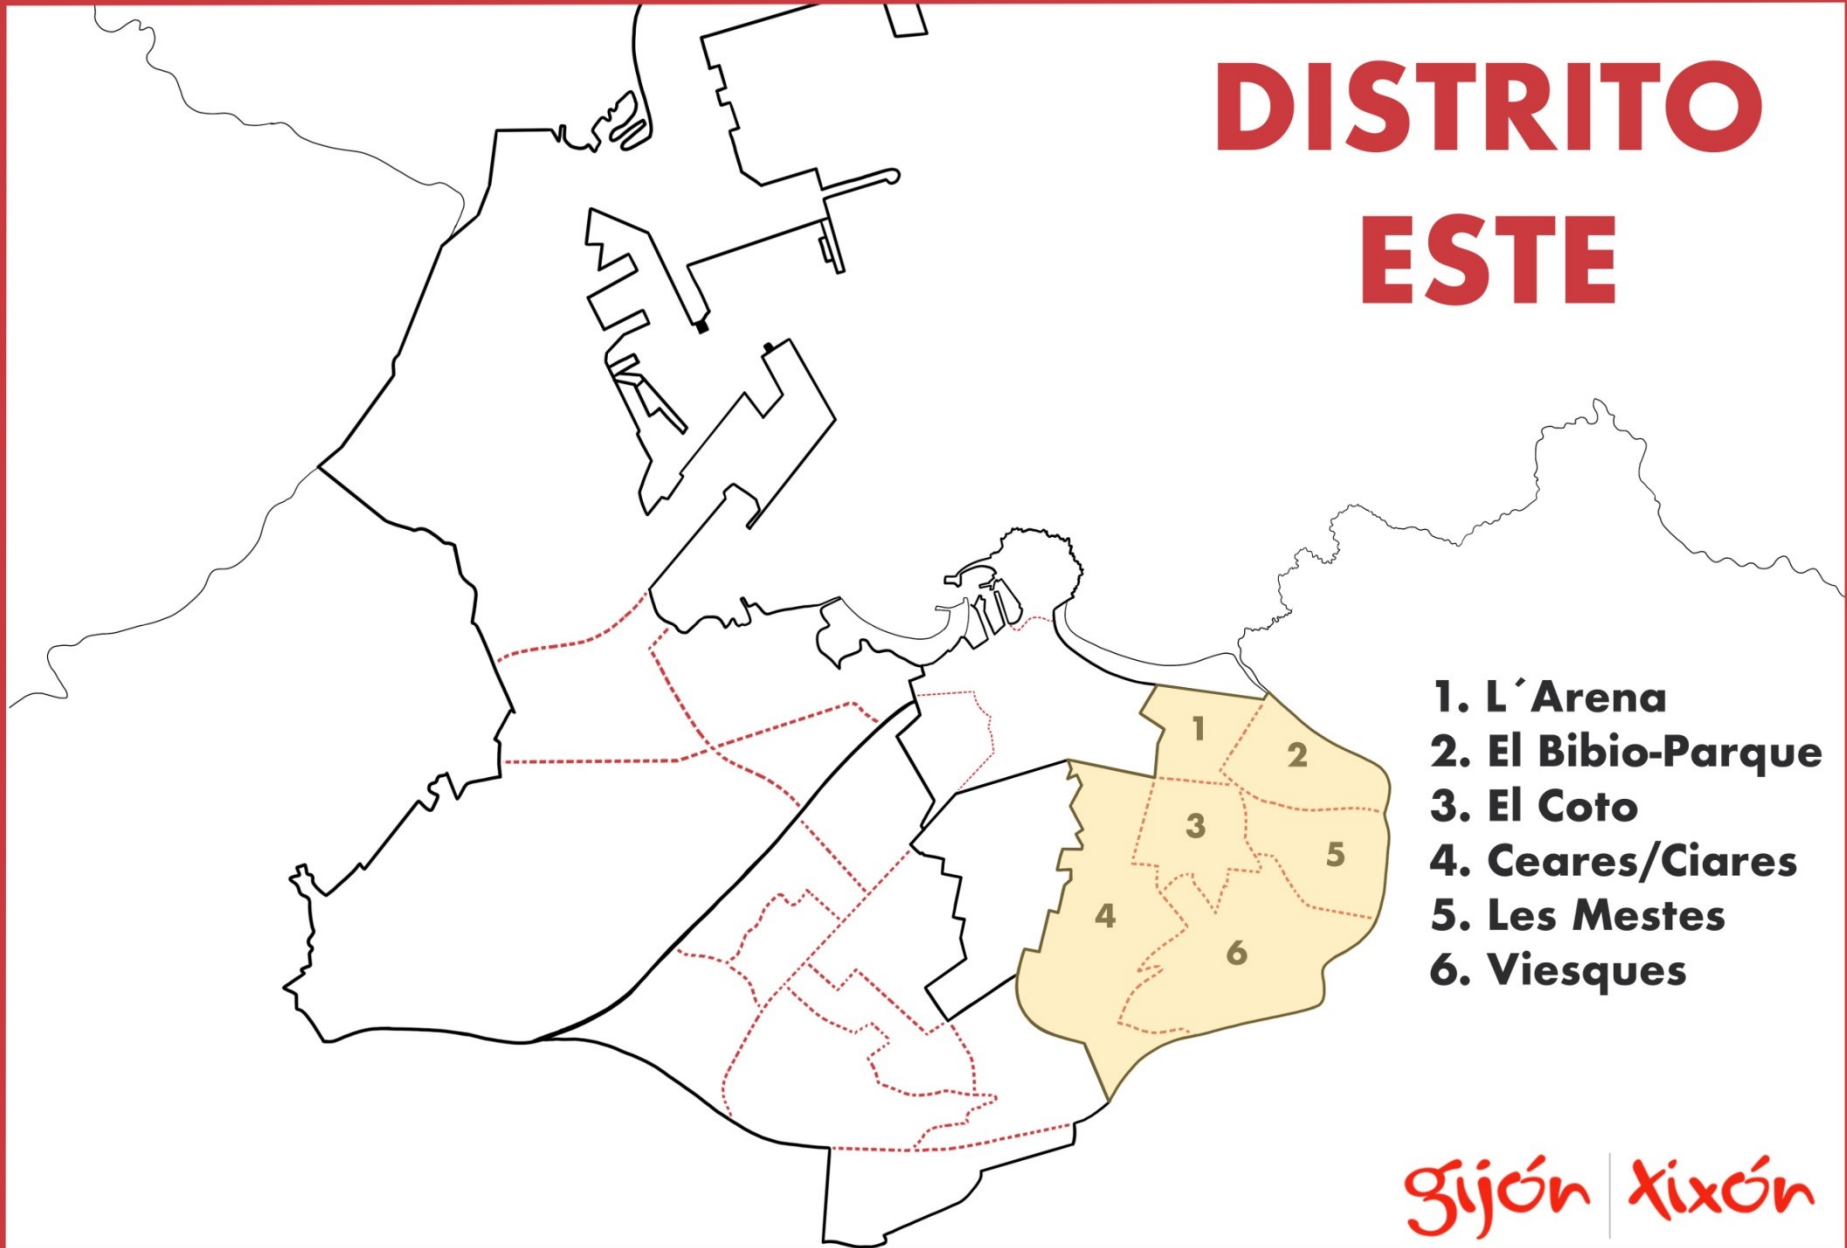 DISTRITO
ESTE
1
2
3
5
4
6
1. L´Arena
2. El Bibio-Parque
3. El Coto
4. Ceares/Ciares
5. Les Mestes
6. Viesques
gijón | xixón